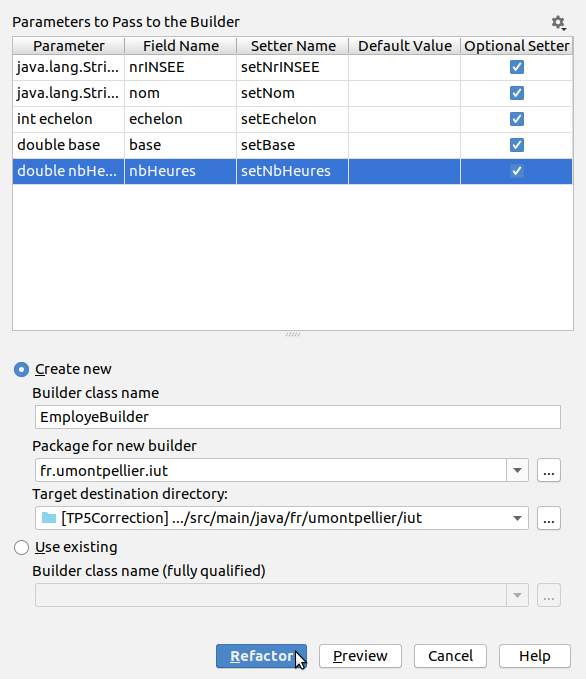 Parameters to Pass to the Builder
Parameter Field Name Setter Name Default Value Optional Setter
java.lang.Stri... nrINSEE setNrINSEE
java.lang.Stri... nom setNom
int echelon echelon setEchelon
double base base setBase
double nbHe... nbHeures setNbHeures
Create new
Builder class name
EmployeBuilder
Package for new builder
fr.umontpellier.iut ...
Target destination directory:
[TP5Correction] .../src/main/java/fr/umontpellier/iut ...
Use existing
Builder class name (fully qualified)
...
Refactor Preview Cancel Help